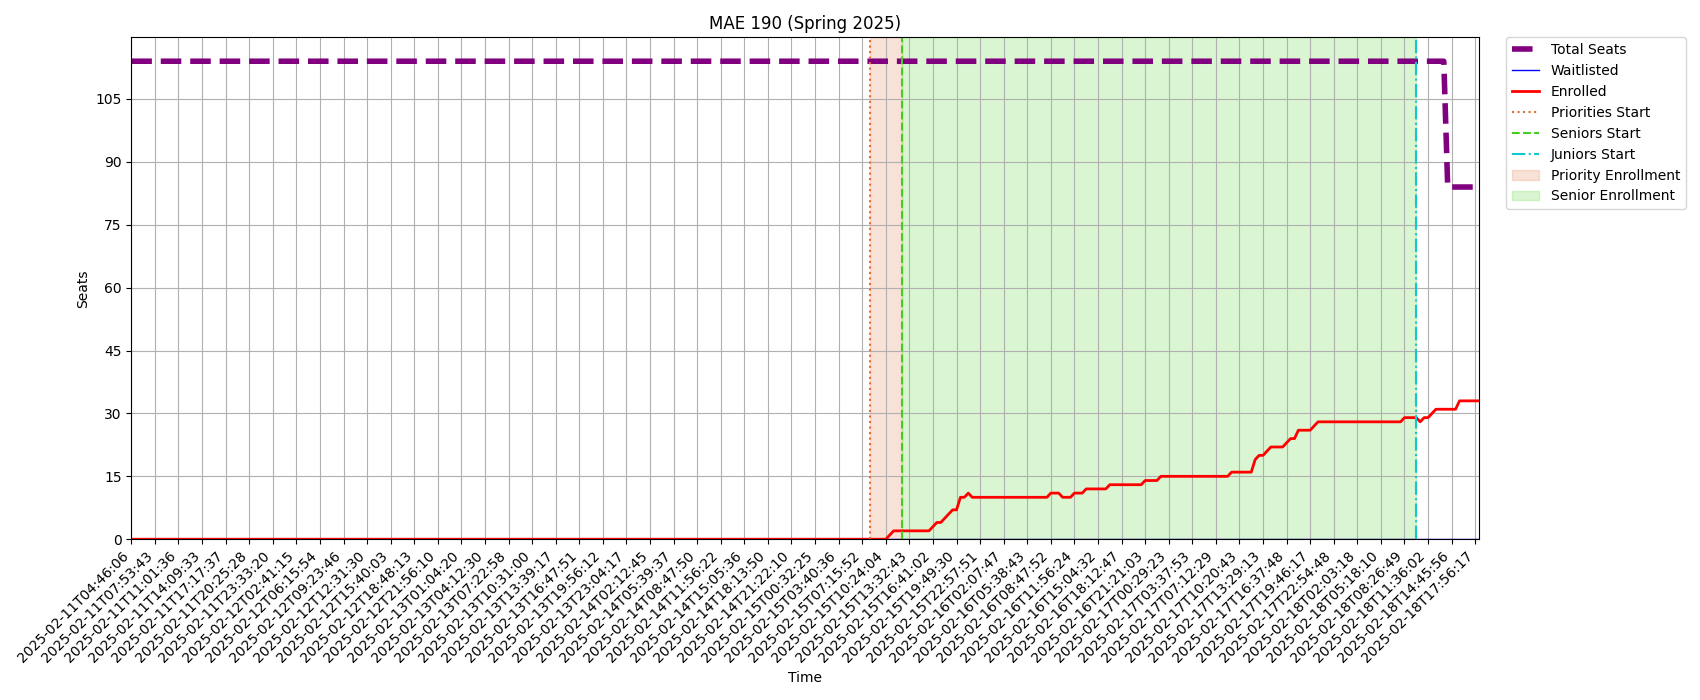 MAE 190 (Spring 2025)
Total Seats
Waitlisted
Enrolled
Priorities Start
Seniors Start
Juniors Start
Priority Enrollment
Senior Enrollment
Seats
105
90
75
60
45
30
15
0
2025-02-11T04:46:06
2025-02-11T07:53:43
2025-02-11T11:01:36
2025-02-11T14:09:33
2025-02-11T17:17:37
2025-02-11T20:25:28
2025-02-11T23:33:20
2025-02-12T02:41:15
2025-02-12T06:15:54
2025-02-12T09:23:46
2025-02-12T12:31:30
2025-02-12T15:40:03
2025-02-12T18:48:13
2025-02-12T21:56:10
2025-02-13T01:04:20
2025-02-13T04:12:30
2025-02-13T07:22:58
2025-02-13T10:31:00
2025-02-13T13:39:17
2025-02-13T16:47:51
2025-02-13T19:56:12
2025-02-13T23:04:17
2025-02-14T02:12:45
2025-02-14T05:39:37
2025-02-14T08:47:50
2025-02-14T11:56:22
2025-02-14T15:05:36
2025-02-14T18:13:50
2025-02-14T21:22:10
2025-02-15T00:32:25
2025-02-15T03:40:36
2025-02-15T07:15:52
2025-02-15T10:24:04
2025-02-15T13:32:43
2025-02-15T16:41:02
2025-02-15T19:49:30
2025-02-15T22:57:51
2025-02-16T02:07:47
2025-02-16T05:38:43
2025-02-16T08:47:52
2025-02-16T11:56:24
2025-02-16T15:04:32
2025-02-16T18:12:47
2025-02-16T21:21:03
2025-02-17T00:29:23
2025-02-17T03:37:53
2025-02-17T07:12:29
2025-02-17T10:20:43
2025-02-17T13:29:13
2025-02-17T16:37:48
2025-02-17T19:46:17
2025-02-17T22:54:48
2025-02-18T02:03:18
2025-02-18T05:18:10
2025-02-18T08:26:49
2025-02-18T11:36:02
2025-02-18T14:45:56
2025-02-18T17:56:17
Time